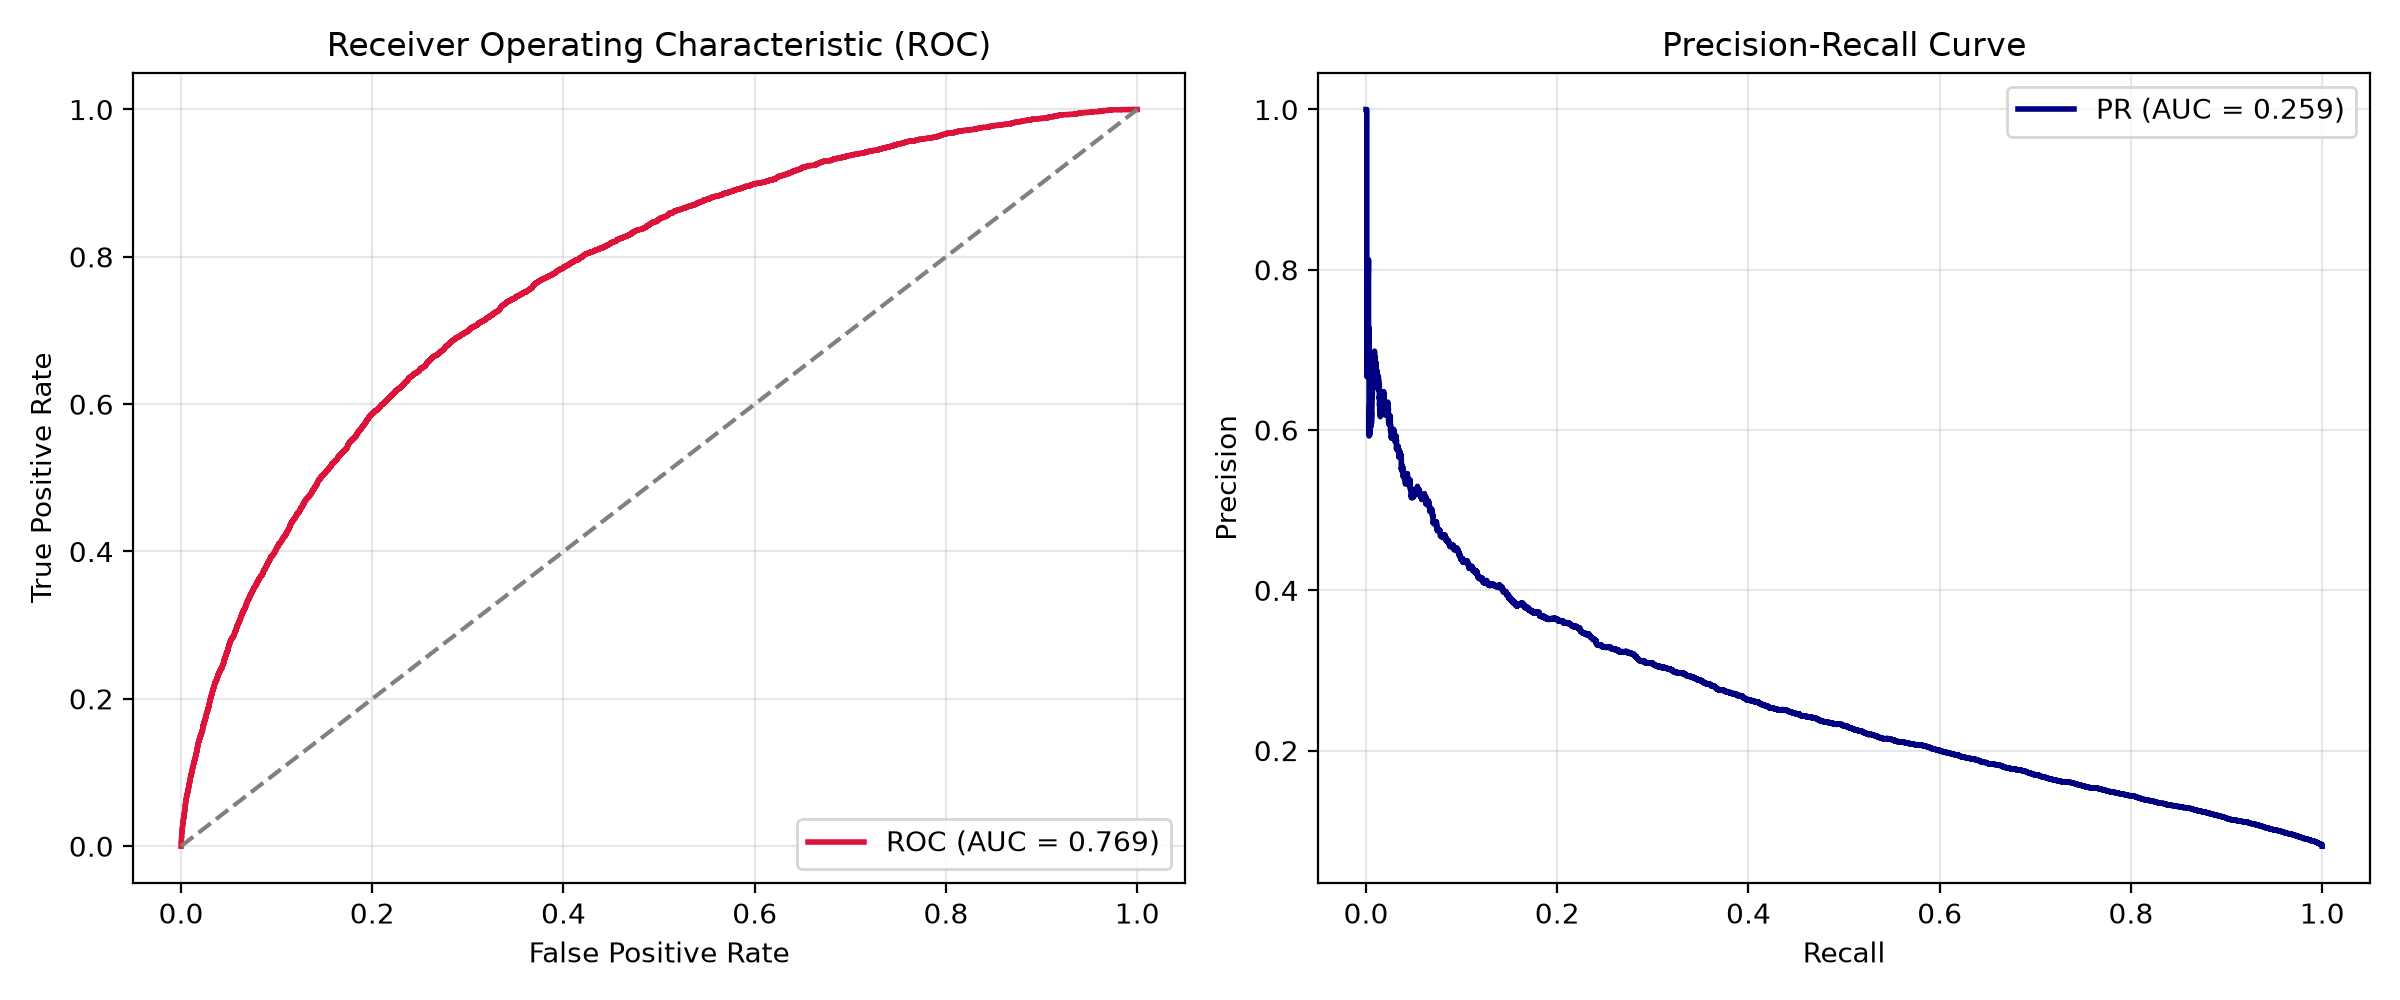 Receiver Operating Characteristic (ROC)
True Positive Rate
1.0
0.8
0.6
0.4
0.2
0.0
ROC (AUC = 0.769)
0.0 0.2 0.4 0.6 0.8 1.0
False Positive Rate
Precision-Recall Curve
Precision
1.0
0.8
0.6
0.4
0.2
PR (AUC = 0.259)
0.0 0.2 0.4 0.6 0.8 1.0
Recall